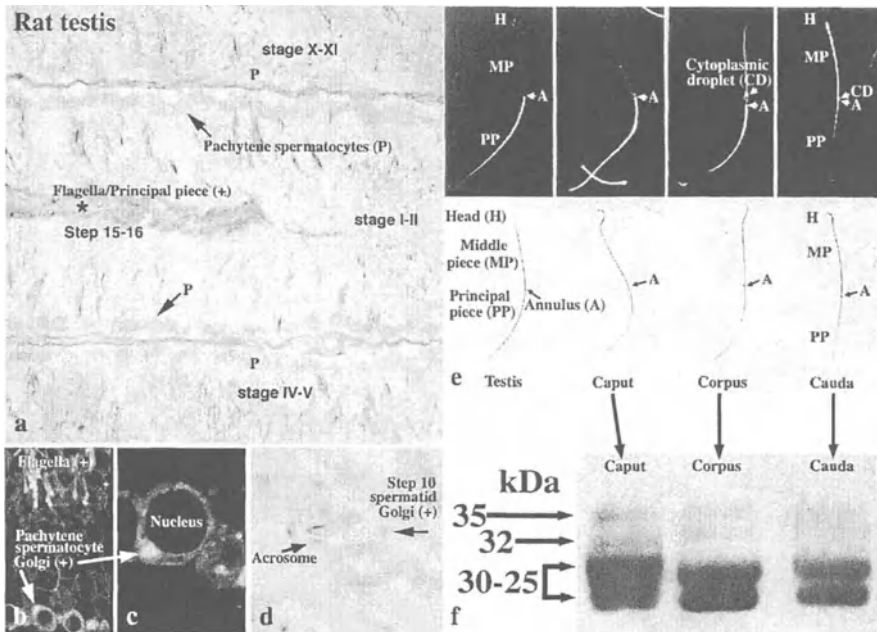 Rat testis
stage X-XI
P
Pachytene spermatocytes (P)
Flagella/Principal piece (+)
*
Step 15-16
stage I-II
P
P
stage IV-V
a
Flagella (+)
Pachytene
spermatocyte
Golgi (+)
b
Nucleus
c
Step 10
spermatid
Golgi (+)
Acrosome
d
H
MP
A
PP
A
Cytoplasmic
droplet (CD)
A
H
MP
CD
A
PP
Head (H)
Middle
piece (MP)
Principal
piece (PP)
Annulus (A)
A
A
H
MP
A
PP
e
Testis
Caput
Corpus
Cauda
kDa
Caput
Corpus
Cauda
35
32
30-25
f